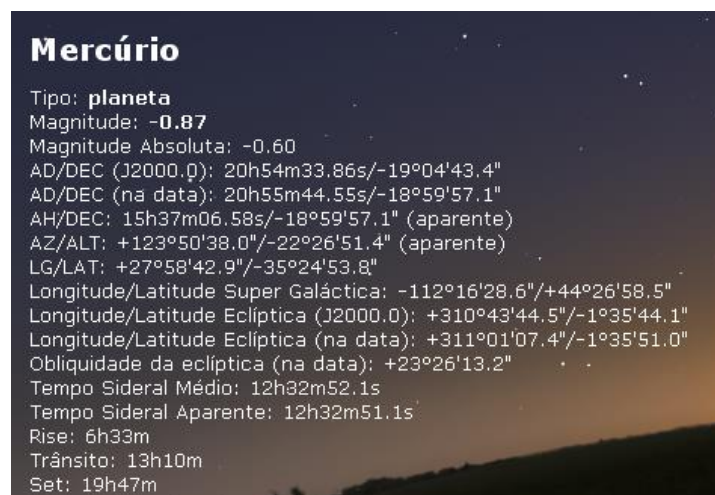 Mercúrio
Tipo: planeta
Magnitude: -0.87
Magnitude Absoluta: -0.60
AD/DEC (J2000.0): 20h54m33.86s/-19°04'43.4"
AD/DEC (na data): 20h55m44.55s/-18°59'57.1"
AH/DEC: 15h37m06.58s/-18°59'57.1" (aparente)
AZ/ALT: +123°50'38.0"/-22°26'51.4" (aparente)
LG/LAT: +27°58'42.9"/-35°24'53.8"
Longitude/Latitude Super Galáctica: -112°16'28.6"/+44°26'58.5"
Longitude/Latitude Eclíptica (J2000.0): +310°43'44.5"/-1°35'44.1"
Longitude/Latitude Eclíptica (na data): +311°01'07.4"/-1°35'51.0"
Obliquidade da eclíptica (na data): +23°26'13.2"
Tempo Sideral Médio: 12h32m52.1s
Tempo Sideral Aparente: 12h32m51.1s
Rise: 6h33m
Trânsito: 13h10m
Set: 19h47m